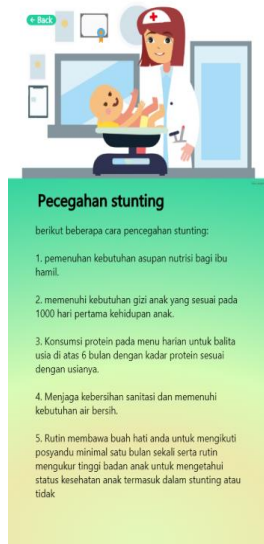 ← Back
Pecegahan stunting
berikut beberapa cara pencegahan stunting:
1. pemenuhan kebutuhan asupan nutrisi bagi ibu
hamil.
2. memenuhi kebutuhan gizi anak yang sesuai pada
1000 hari pertama kehidupan anak.
3. Konsumsi protein pada menu harian untuk balita
usia di atas 6 bulan dengan kadar protein sesuai
dengan usianya.
4. Menjaga kebersihan sanitasi dan memenuhi
kebutuhan air bersih.
5. Rutin membawa buah hati anda untuk mengikuti
posyandu minimal satu bulan sekali serta rutin
mengukur tinggi badan anak untuk mengetahui
status kesehatan anak termasuk dalam stunting atau
tidak